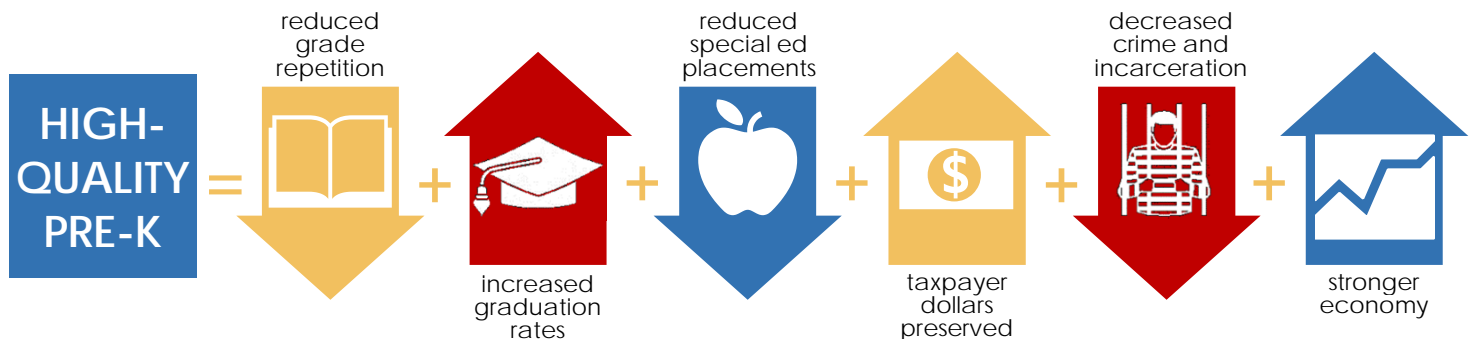 HIGH-
QUALITY
PRE-K
=
reduced
grade
repetition
+
increased
graduation
rates
+
reduced
special ed
placements
+
$
taxpayer
dollars
preserved
+
decreased
crime and
incarceration
+
stronger
economy